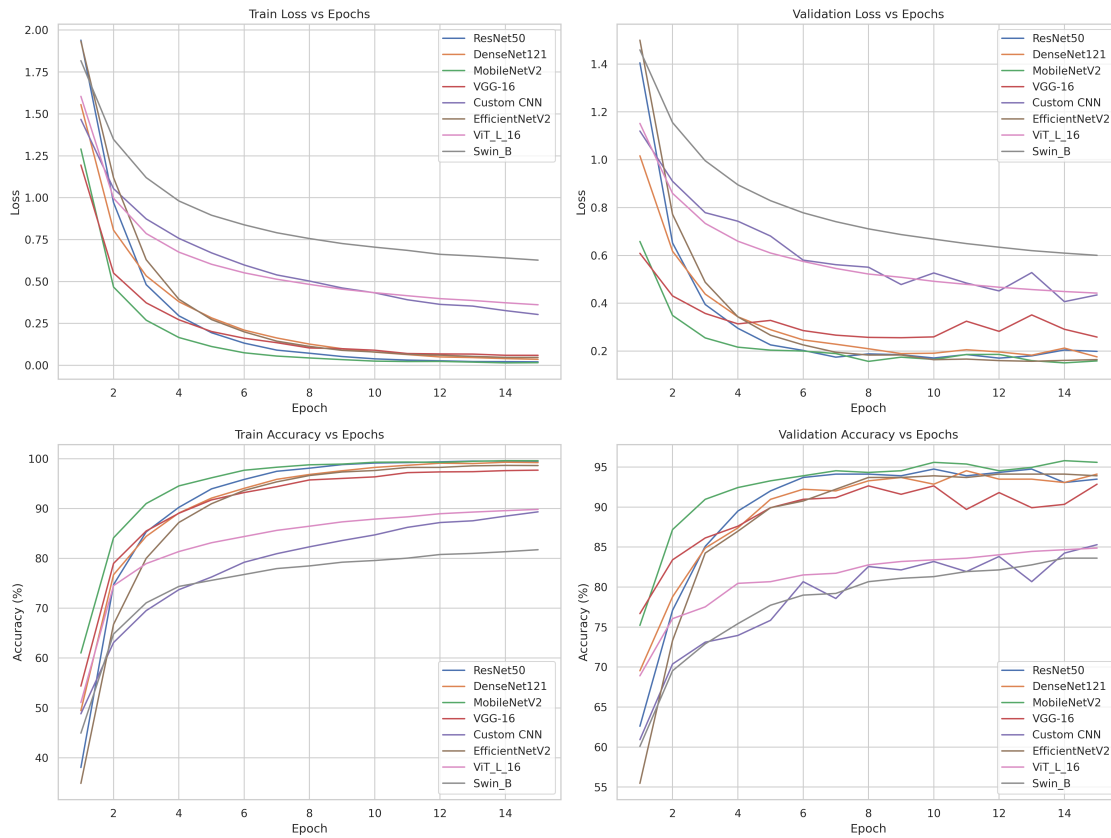 Train Loss vs Epochs
2.00
1.75
1.50
1.25
1.00
0.75
0.50
0.25
0.00
Loss
2 4 6 8 10 12 14
Epoch
ResNet50
DenseNet121
MobileNetV2
VGG-16
Custom CNN
EfficientNetV2
ViT_L_16
Swin_B
Validation Loss vs Epochs
1.4
1.2
1.0
0.8
0.6
0.4
0.2
Loss
2 4 6 8 10 12 14
Epoch
ResNet50
DenseNet121
MobileNetV2
VGG-16
Custom CNN
EfficientNetV2
ViT_L_16
Swin_B
Train Accuracy vs Epochs
100
90
80
70
60
50
40
Accuracy (%)
2 4 6 8 10 12 14
Epoch
ResNet50
DenseNet121
MobileNetV2
VGG-16
Custom CNN
EfficientNetV2
ViT_L_16
Swin_B
Validation Accuracy vs Epochs
95
90
85
80
75
70
65
60
55
Accuracy (%)
2 4 6 8 10 12 14
Epoch
ResNet50
DenseNet121
MobileNetV2
VGG-16
Custom CNN
EfficientNetV2
ViT_L_16
Swin_B